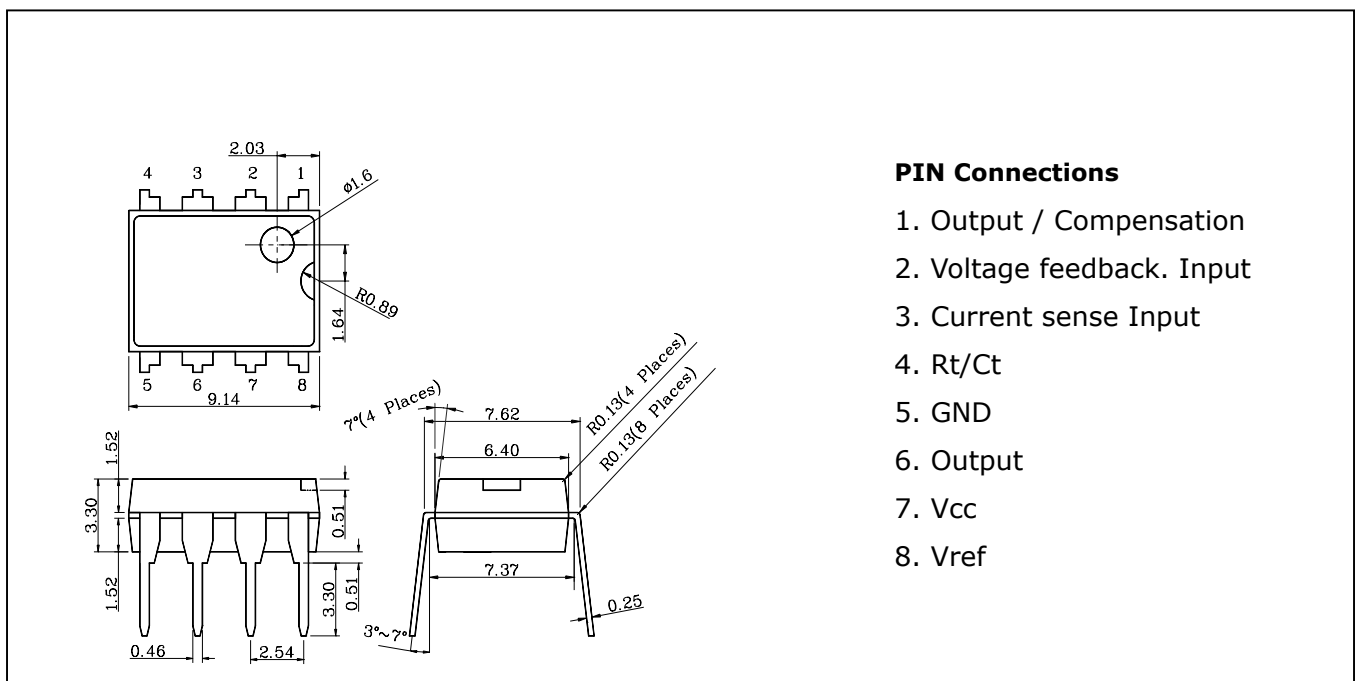 2.03
4 3 2 1
ø1.6
R0.89
1.64
5 6 7 8
9.14
7°(4 Places)
7.62
6.40
R0.13(4 Places)
R0.13(8 Places)
1.52
3.30
1.52
0.51
0.51
3.30
7.37
0.25
3°~7°
0.46
2.54
PIN Connections
1. Output / Compensation
2. Voltage feedback. Input
3. Current sense Input
4. Rt/Ct
5. GND
6. Output
7. Vcc
8. Vref